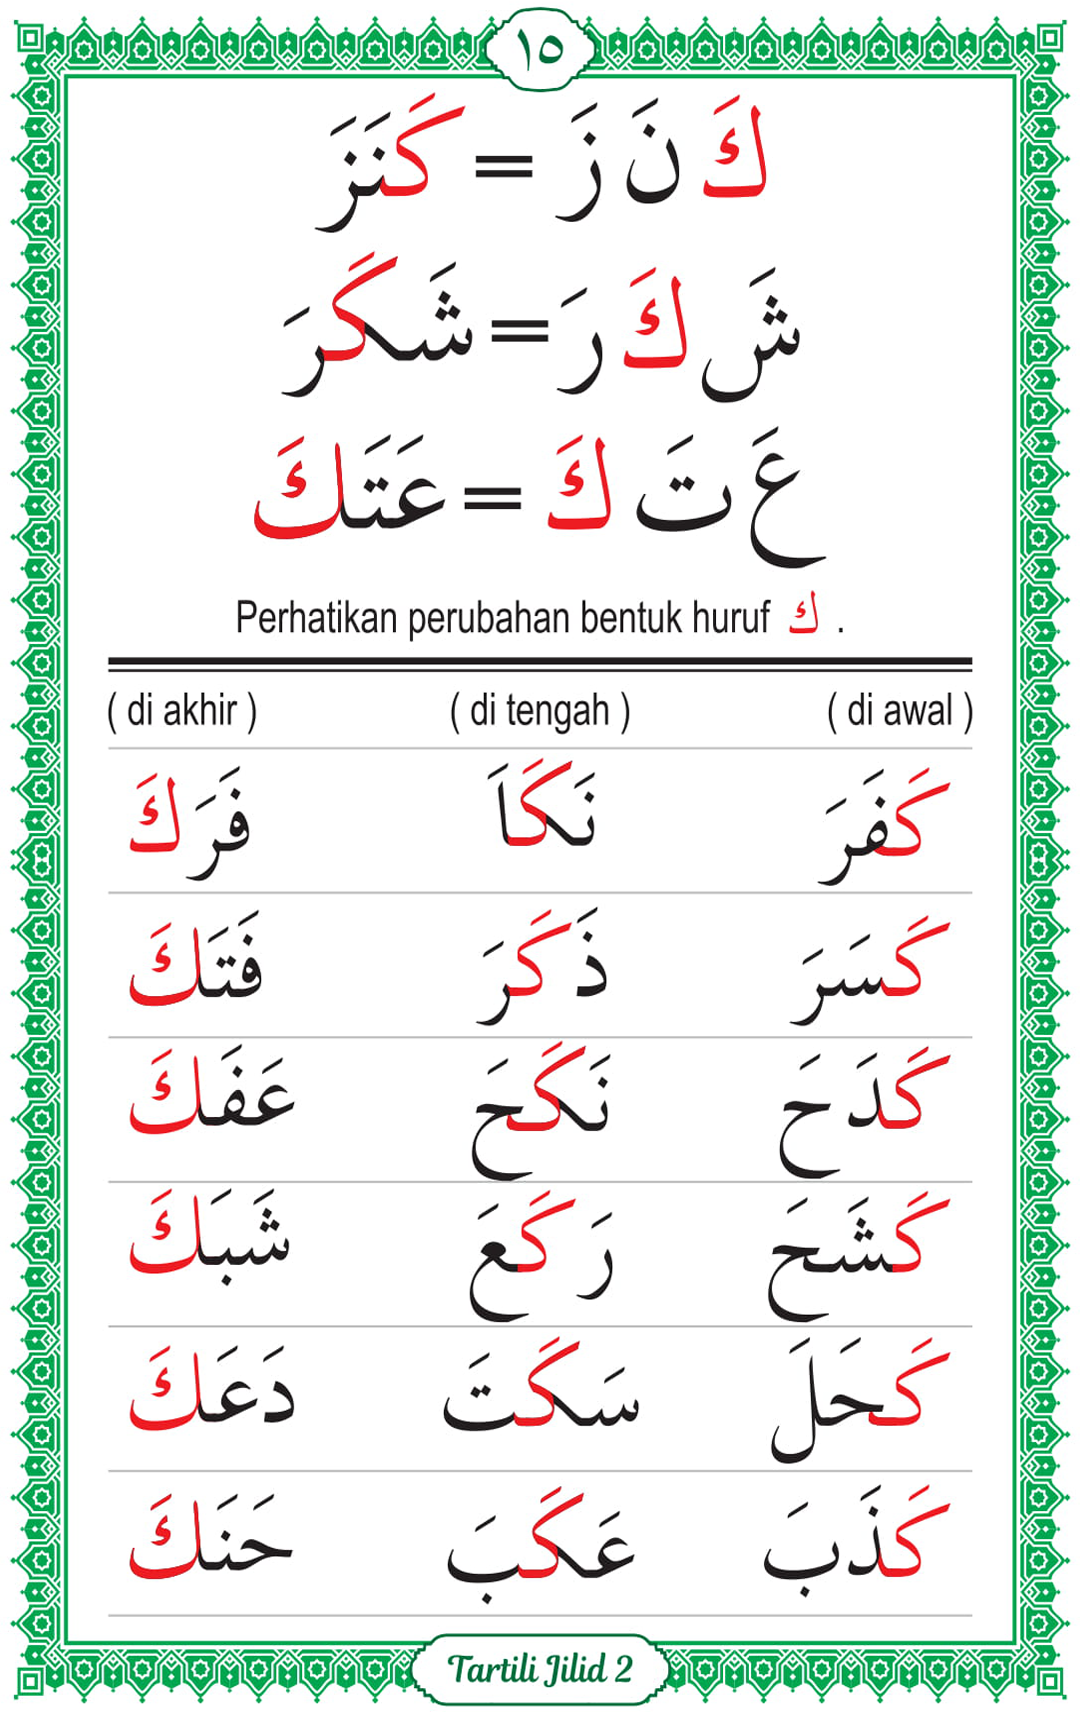 ١٥
كَ نَ زَ = كَنَزَ
شَ كَ رَ = شَكَرَ
عَ تَ كَ = عَتَكَ
Perhatikan perubahan bentuk huruf ك .
( di akhir ) ( di tengah ) ( di awal )
كَفَرَ نَكَاَ فَرَكَ
كَسَرَ ذَكَرَ فَتَكَ
كَدَحَ نَكَحَ عَفَكَ
كَشَحَ رَكَعَ شَبَكَ
كَحَلَ سَكَتَ دَعَكَ
كَذَبَ عَكَبَ حَنَكَ
Tartili Jilid 2